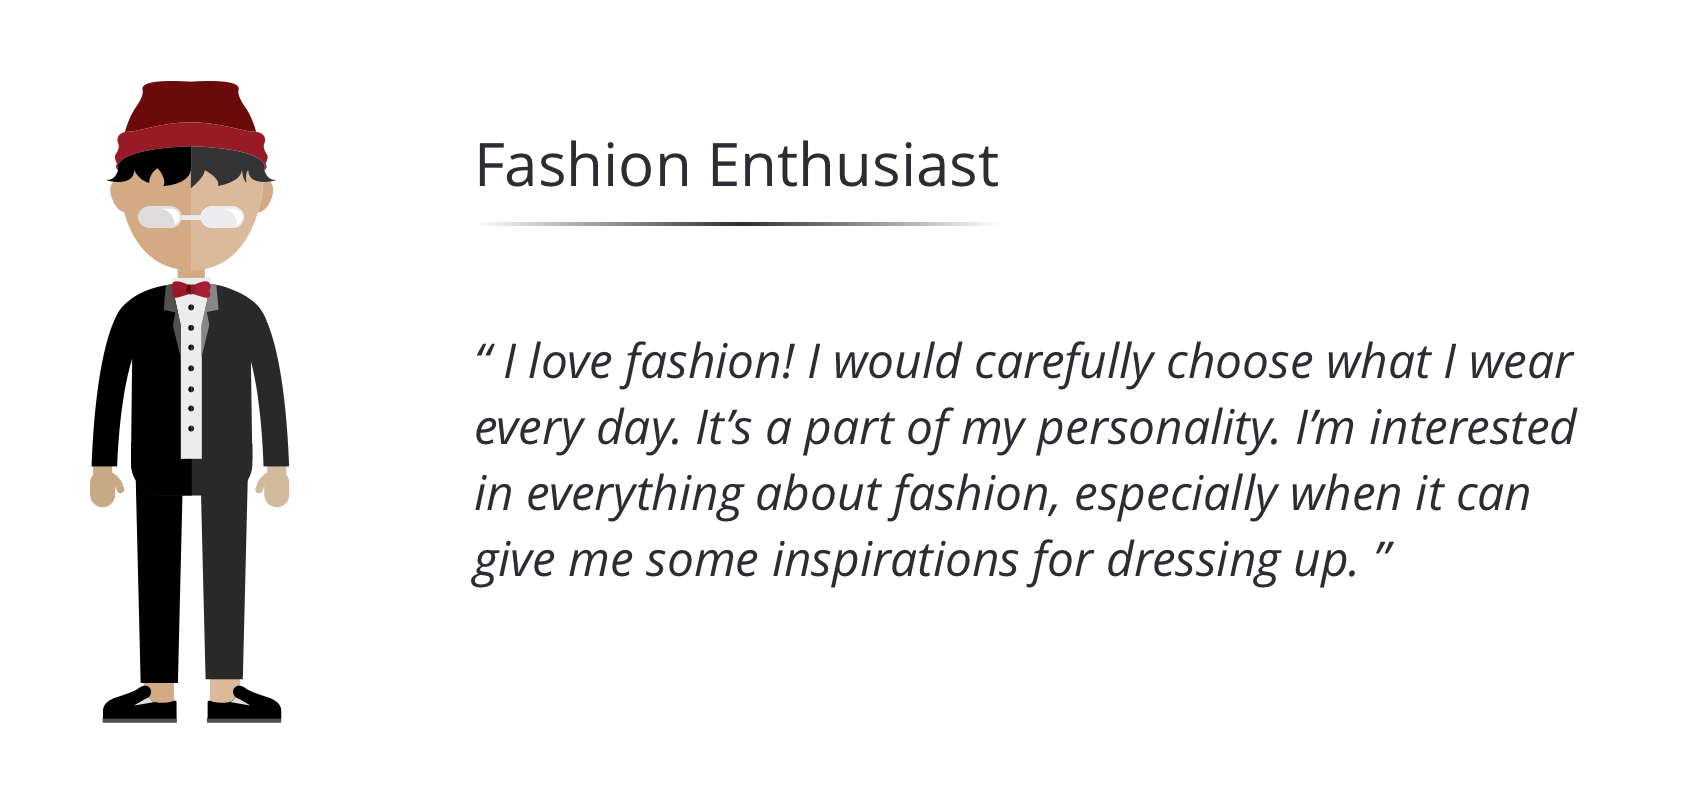 Fashion Enthusiast
“ I love fashion! I would carefully choose what I wear
every day. It’s a part of my personality. I’m interested
in everything about fashion, especially when it can
give me some inspirations for dressing up. ”